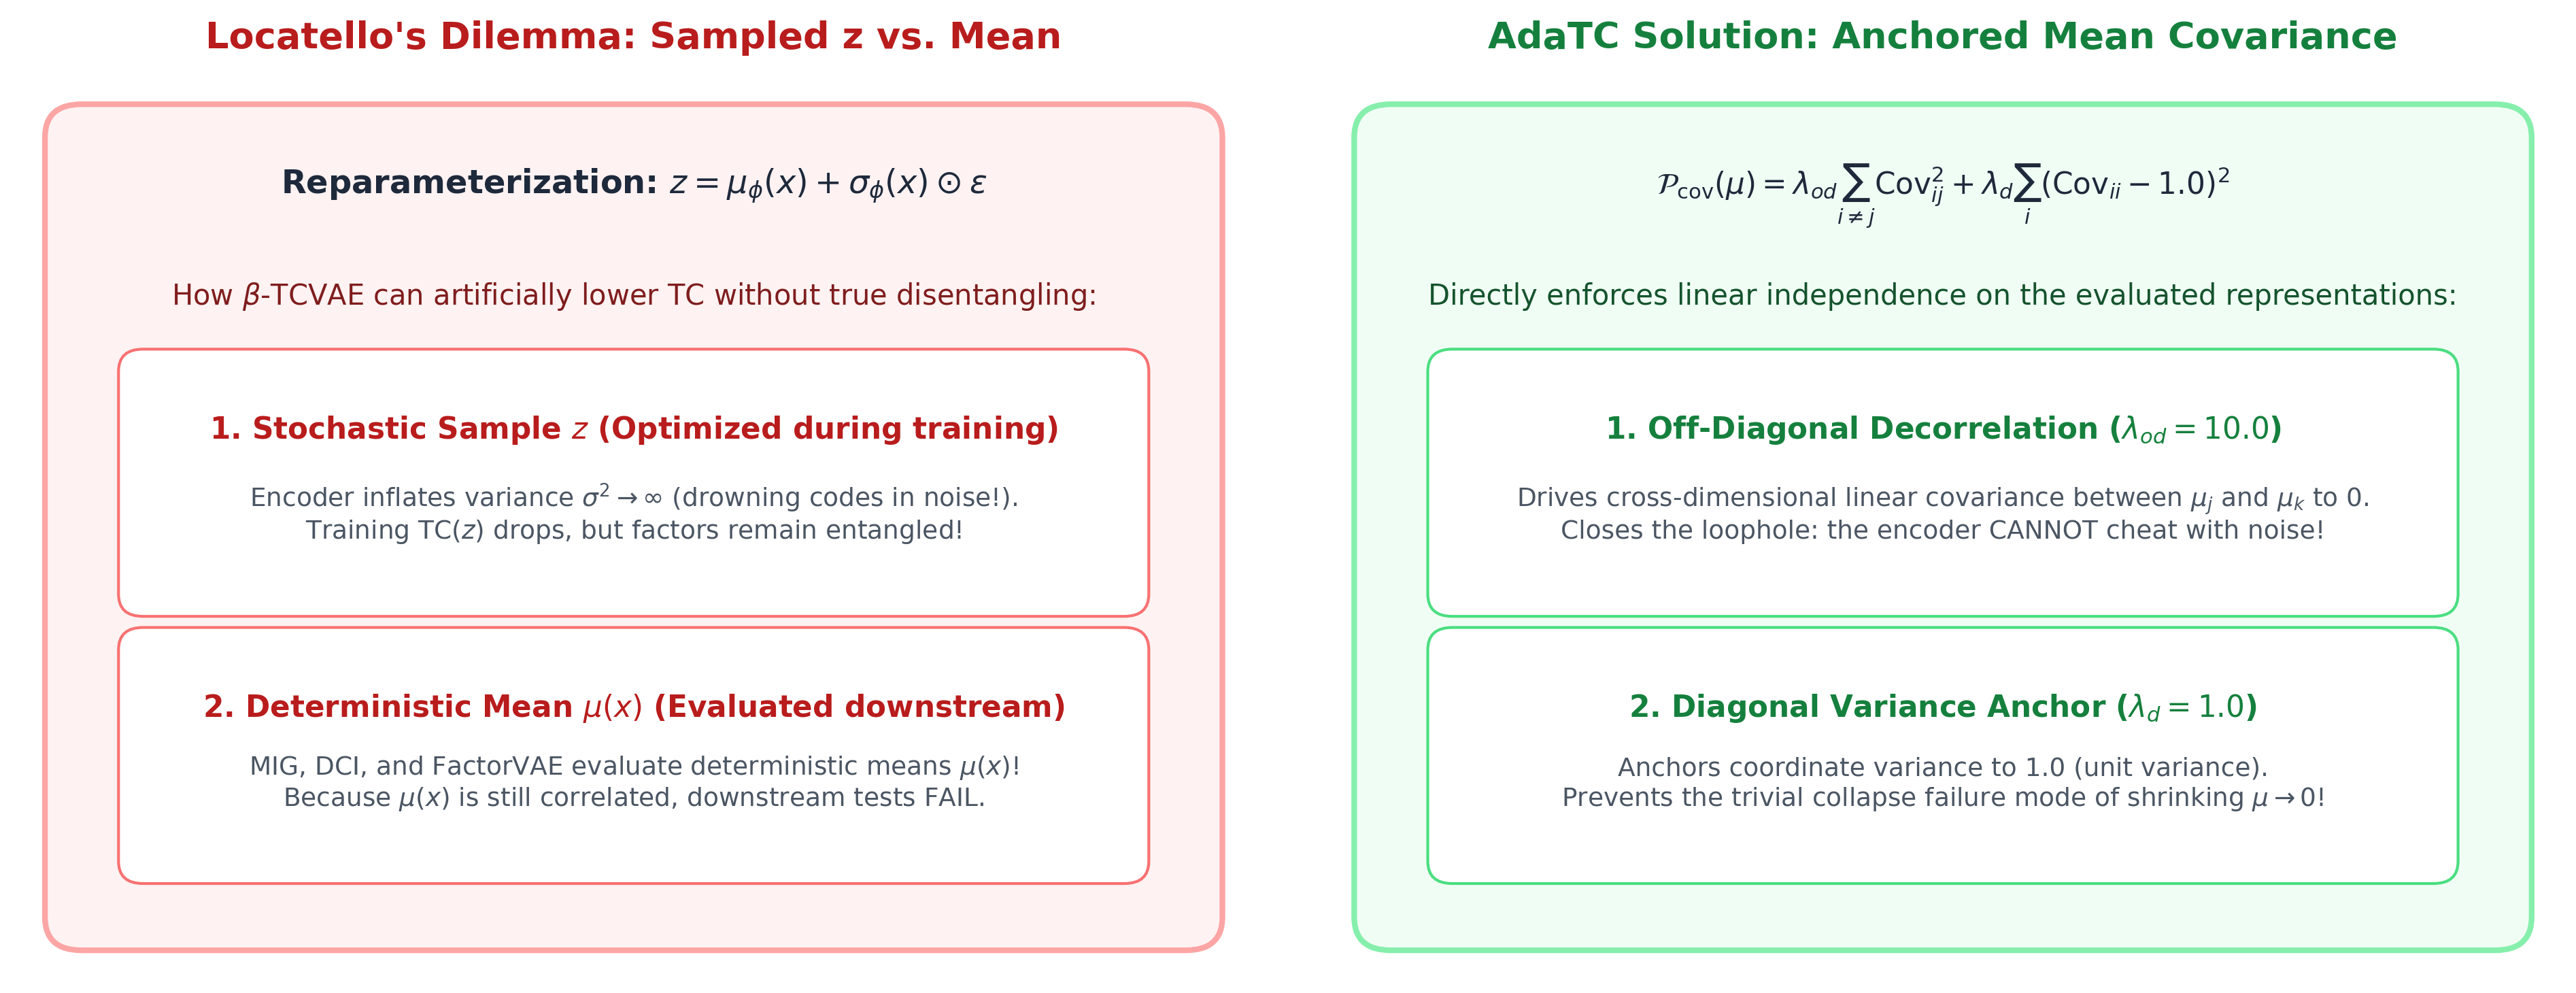 Locatello's Dilemma: Sampled z vs. Mean
Reparameterization: z = μ_ϕ(x) + σ_ϕ(x) ⊙ ε
How β-TCVAE can artificially lower TC without true disentangling:
1. Stochastic Sample z (Optimized during training)
Encoder inflates variance σ² → ∞ (drowning codes in noise!).
Training TC(z) drops, but factors remain entangled!
2. Deterministic Mean μ(x) (Evaluated downstream)
MIG, DCI, and FactorVAE evaluate deterministic means μ(x)!
Because μ(x) is still correlated, downstream tests FAIL.
AdaTC Solution: Anchored Mean Covariance
𝒫_cov(μ) = λ_od ∑_{i ≠ j} Cov²_ij + λ_d ∑_i (Cov_ii − 1.0)²
Directly enforces linear independence on the evaluated representations:
1. Off-Diagonal Decorrelation (λ_od = 10.0)
Drives cross-dimensional linear covariance between μ_j and μ_k to 0.
Closes the loophole: the encoder CANNOT cheat with noise!
2. Diagonal Variance Anchor (λ_d = 1.0)
Anchors coordinate variance to 1.0 (unit variance).
Prevents the trivial collapse failure mode of shrinking μ → 0!